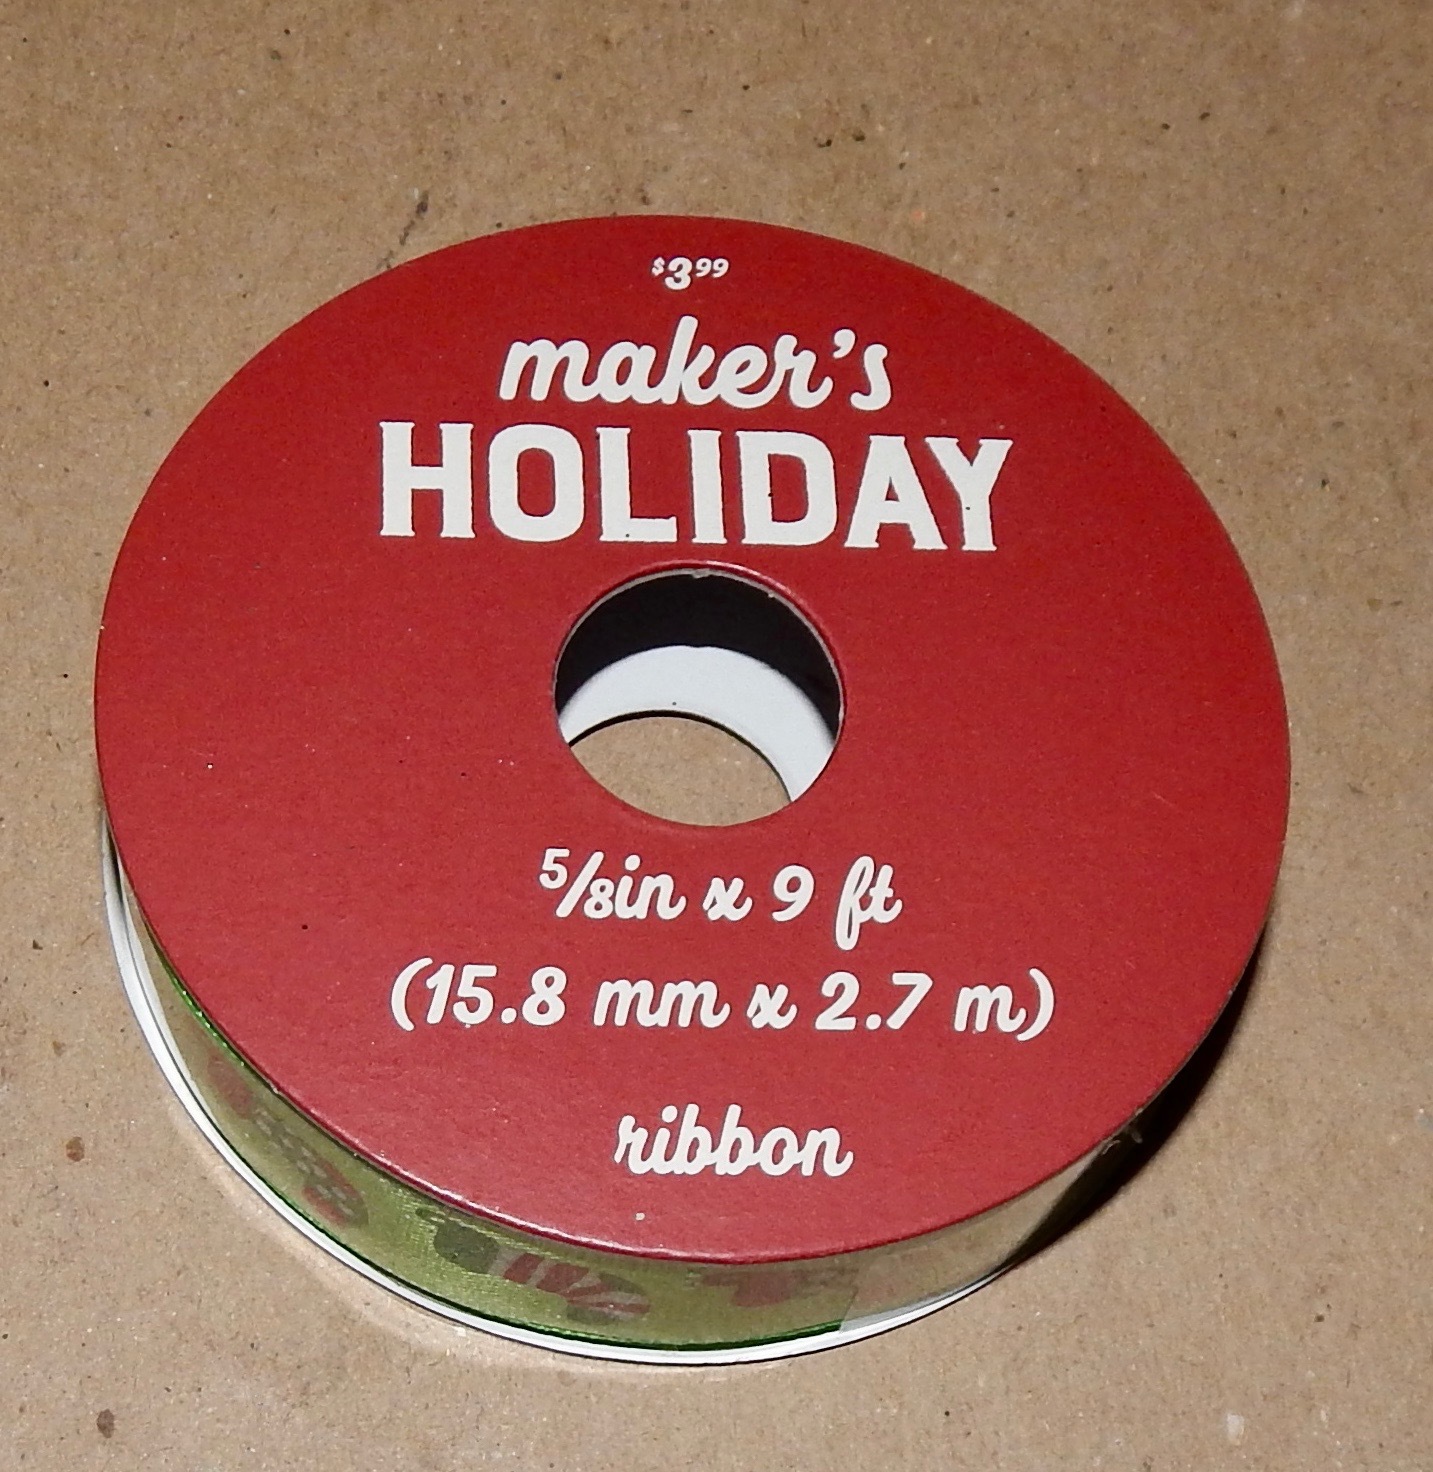 $3.99
maker's
HOLIDAY
5/8in x 9 ft
(15.8 mm x 2.7 m)
ribbon